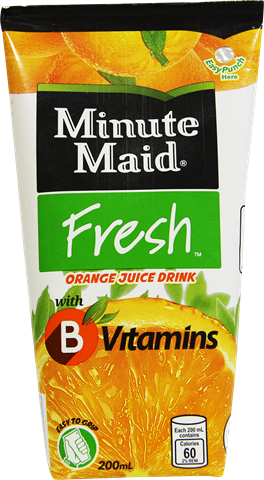 EasyPunch
Here
Minute
Maid®
Fresh™
ORANGE JUICE DRINK
with
B Vitamins
EASY TO GRIP
200mL
Each 200 mL
contains
Calories
60